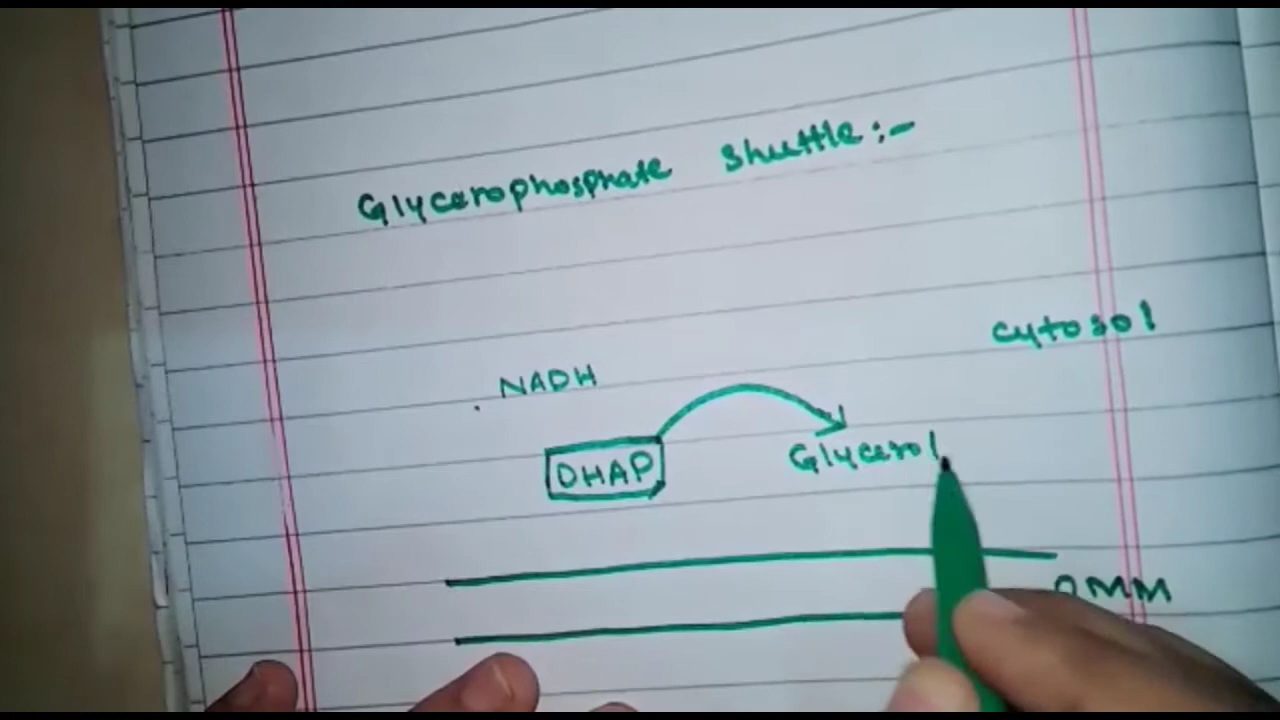 Glycerophosphate shuttle:-
cytosol
NADH
DHAP
Glycerol
OMM